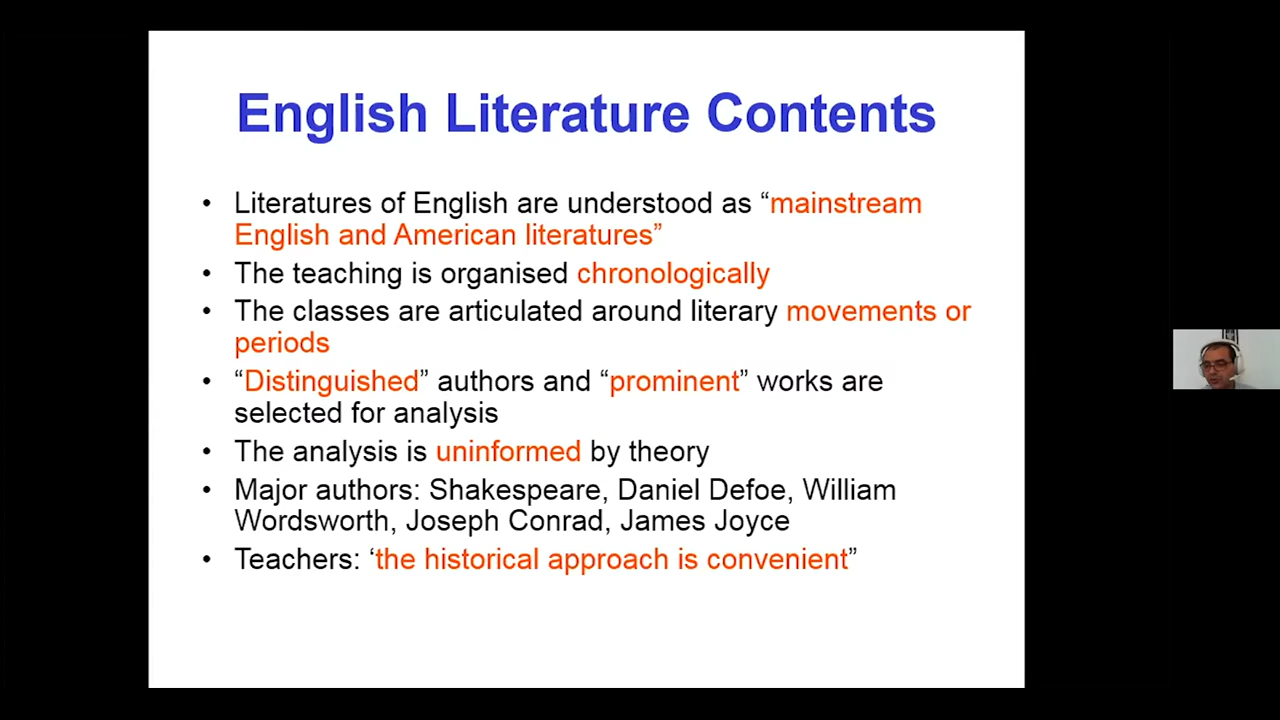 English Literature Contents
• Literatures of English are understood as “mainstream
English and American literatures”
• The teaching is organised chronologically
• The classes are articulated around literary movements or
periods
• “Distinguished” authors and “prominent” works are
selected for analysis
• The analysis is uninformed by theory
• Major authors: Shakespeare, Daniel Defoe, William
Wordsworth, Joseph Conrad, James Joyce
• Teachers: ‘the historical approach is convenient”